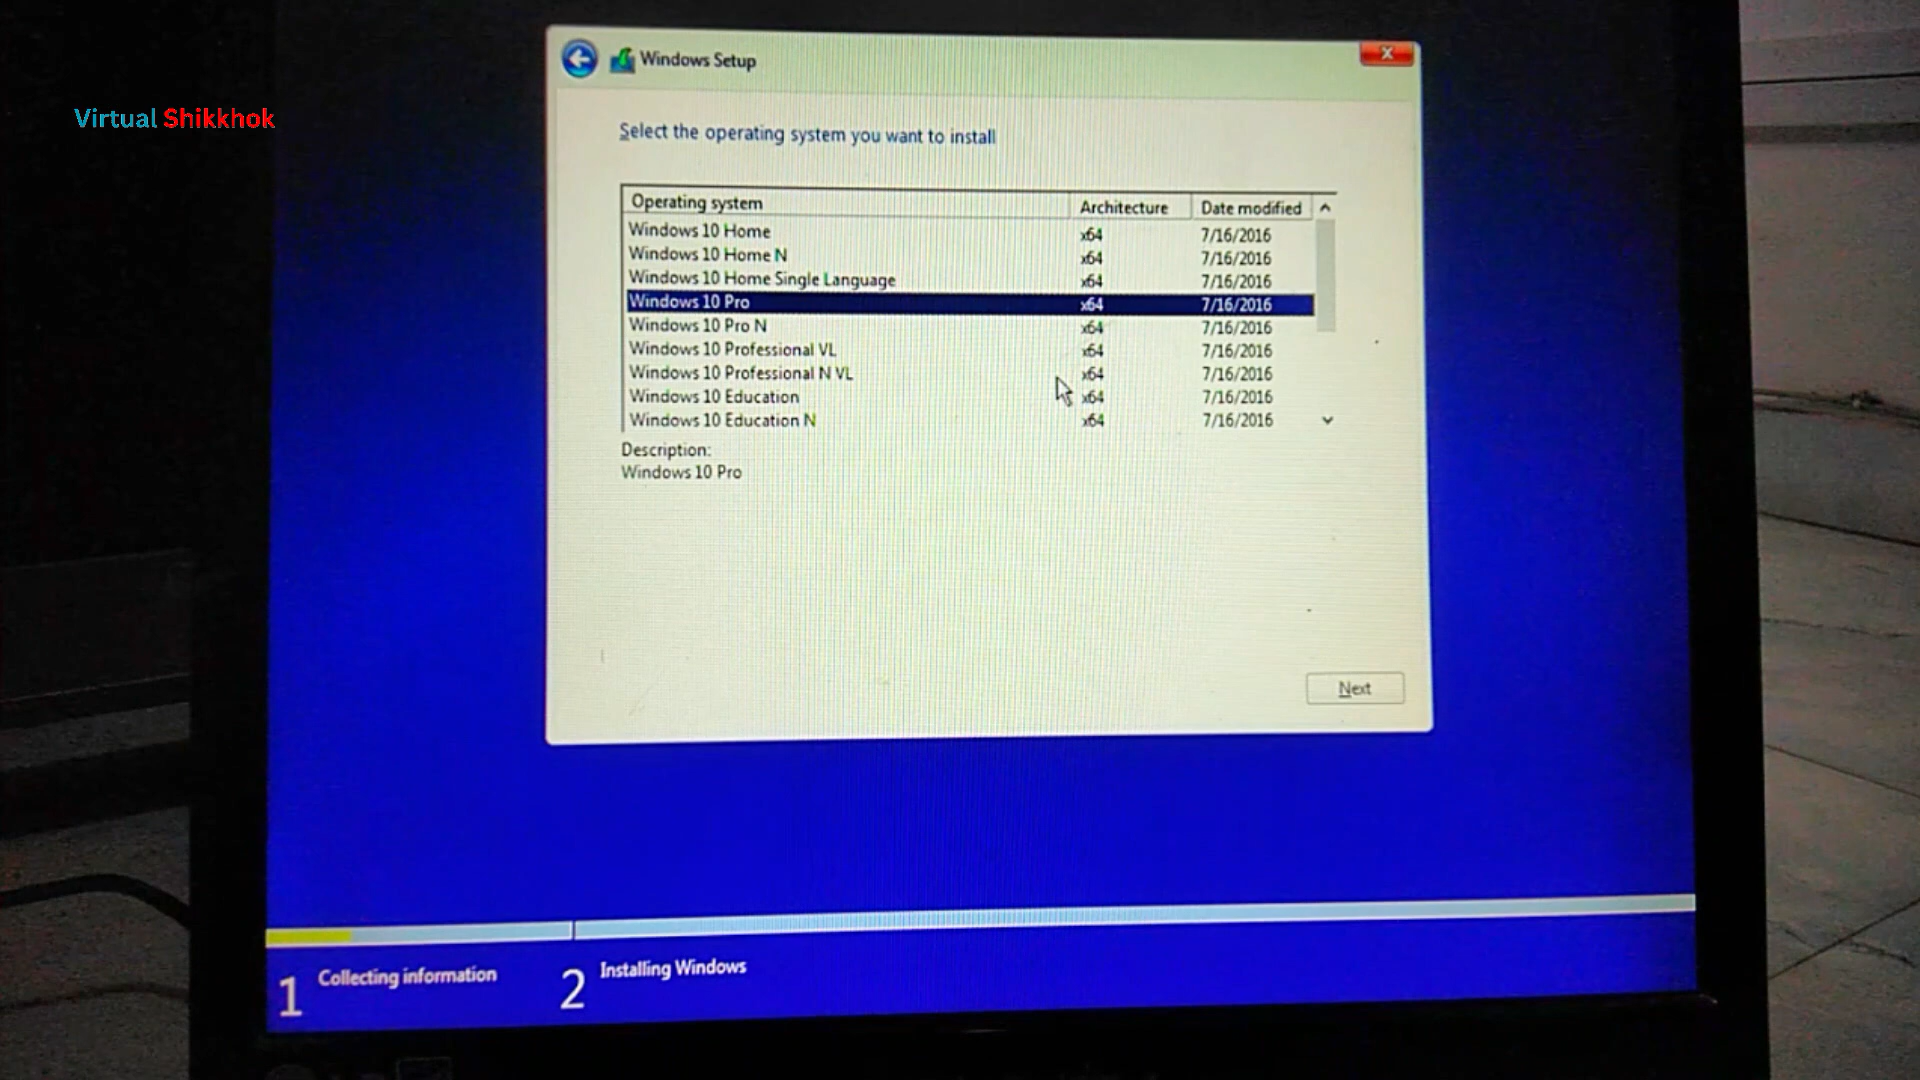 Windows Setup
Virtual Shikkhok
Select the operating system you want to install
Operating system Architecture Date modified
Windows 10 Home x64 7/16/2016
Windows 10 Home N x64 7/16/2016
Windows 10 Home Single Language x64 7/16/2016
Windows 10 Pro x64 7/16/2016
Windows 10 Pro N x64 7/16/2016
Windows 10 Professional VL x64 7/16/2016
Windows 10 Professional N VL x64 7/16/2016
Windows 10 Education x64 7/16/2016
Windows 10 Education N x64 7/16/2016
Description:
Windows 10 Pro
Next
1 Collecting information 2 Installing Windows